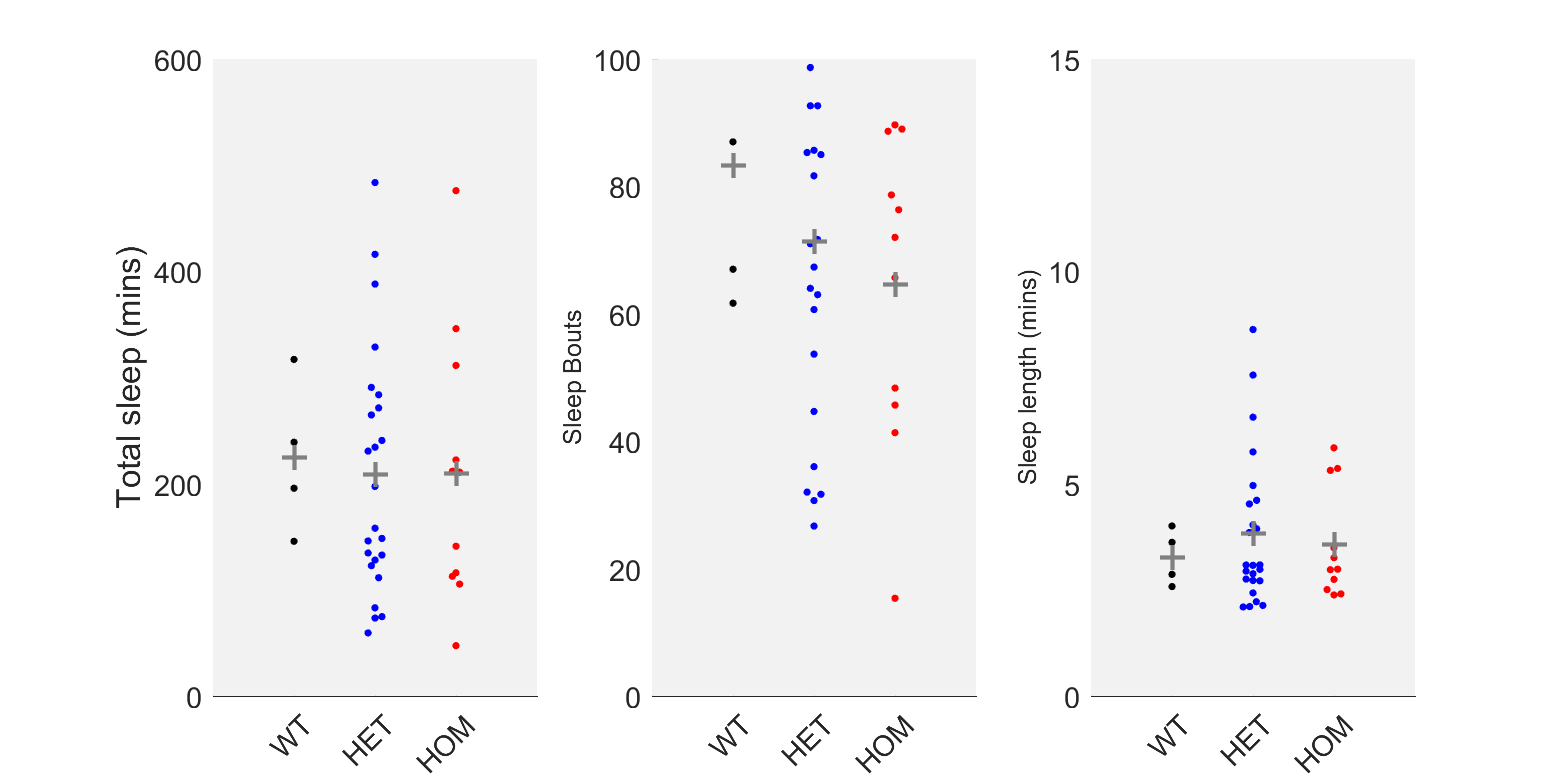 Total sleep (mins)
600
400
200
0
WT
HET
HOM
Sleep Bouts
100
80
60
40
20
0
WT
HET
HOM
Sleep length (mins)
15
10
5
0
WT
HET
HOM